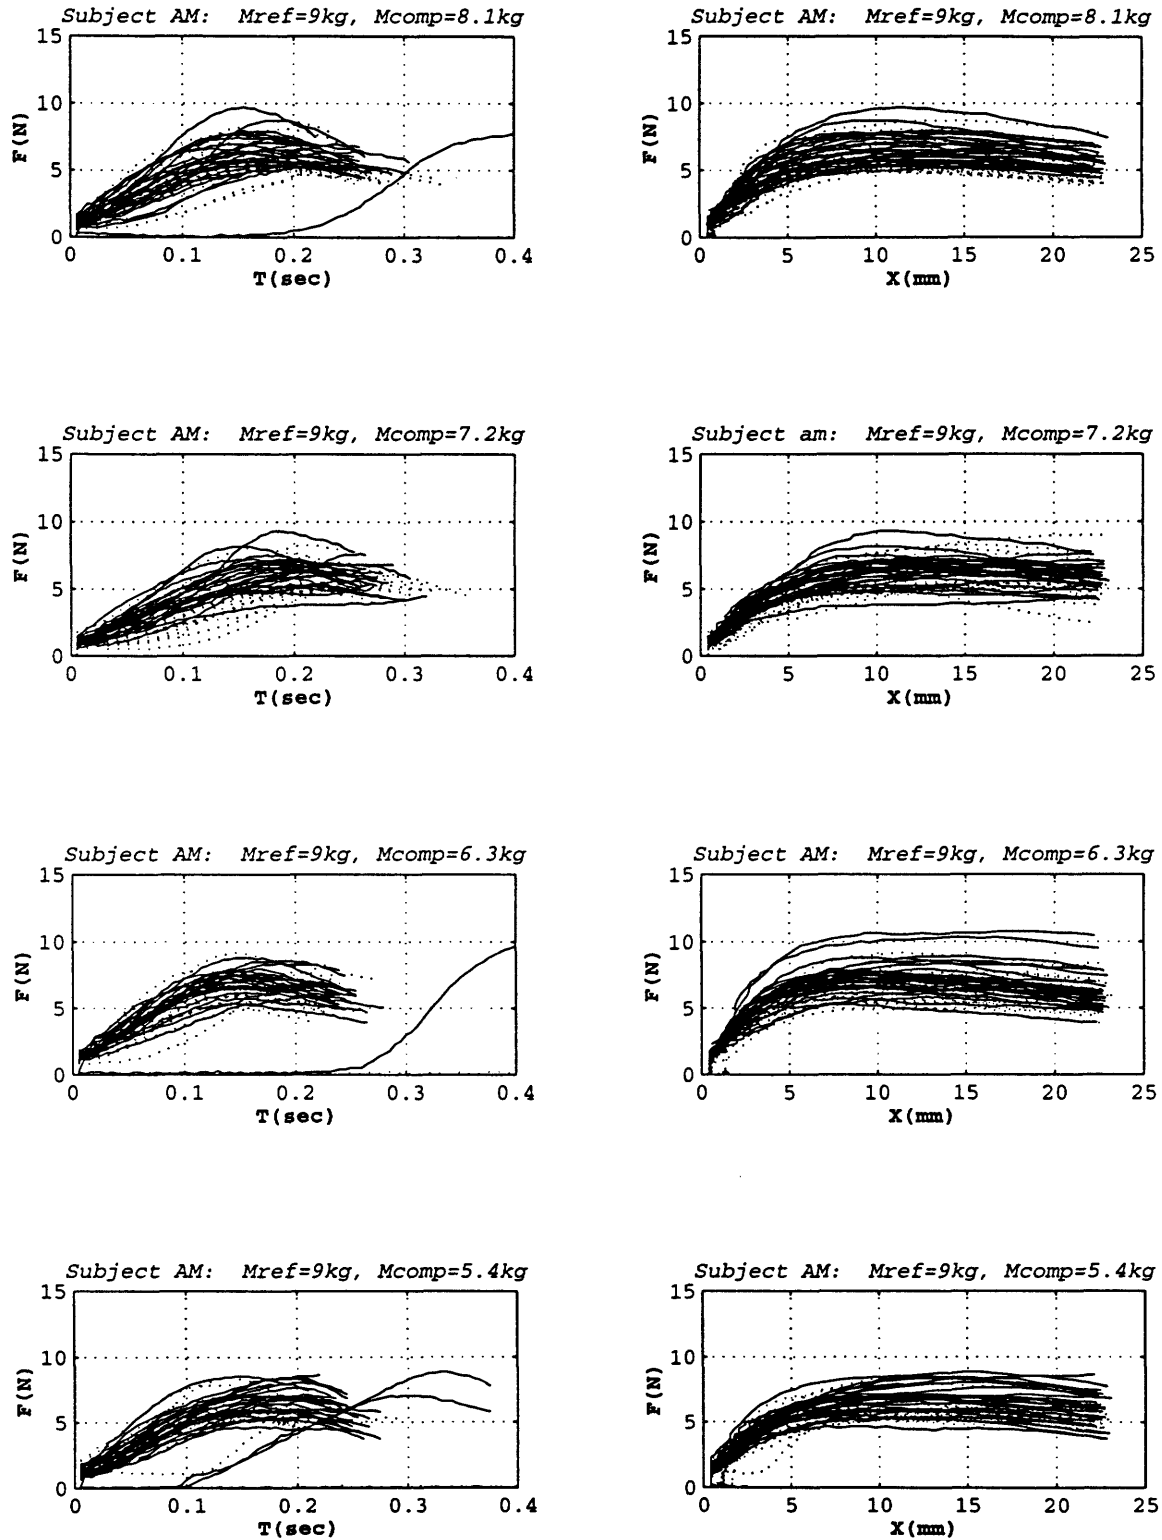 Subject AM: Mref=9kg, Mcomp=8.1kg
15
10
5
0
F(N)
0 0.1 0.2 0.3 0.4
T(sec)
Subject AM: Mref=9kg, Mcomp=8.1kg
15
10
5
0
F(N)
0 5 10 15 20 25
X(mm)
Subject AM: Mref=9kg, Mcomp=7.2kg
15
10
5
0
F(N)
0 0.1 0.2 0.3 0.4
T(sec)
Subject am: Mref=9kg, Mcomp=7.2kg
15
10
5
0
F(N)
0 5 10 15 20 25
X(mm)
Subject AM: Mref=9kg, Mcomp=6.3kg
15
10
5
0
F(N)
0 0.1 0.2 0.3 0.4
T(sec)
Subject AM: Mref=9kg, Mcomp=6.3kg
15
10
5
0
F(N)
0 5 10 15 20 25
X(mm)
Subject AM: Mref=9kg, Mcomp=5.4kg
15
10
5
0
F(N)
0 0.1 0.2 0.3 0.4
T(sec)
Subject AM: Mref=9kg, Mcomp=5.4kg
15
10
5
0
F(N)
0 5 10 15 20 25
X(mm)